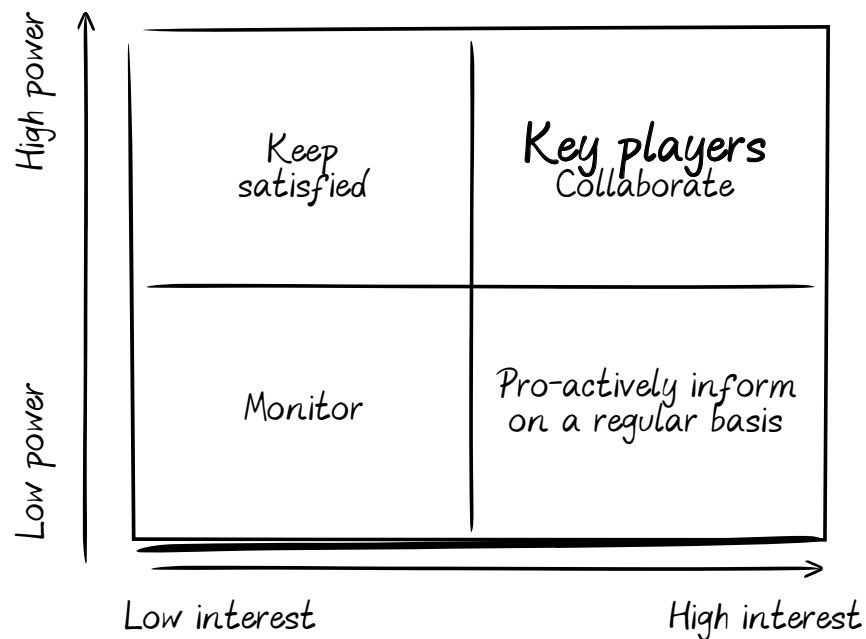 High power
Keep
satisfied
Key players
Collaborate
Low power
Monitor
Pro-actively inform
on a regular basis
Low interest
High interest